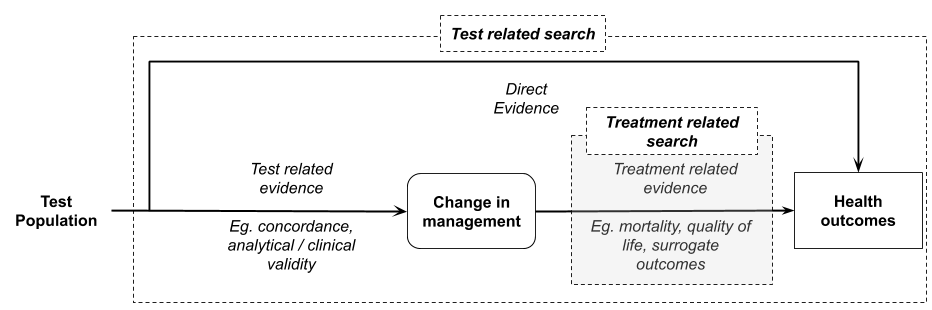 Test related search
Direct
Evidence
Treatment related
search
Test related
evidence
Treatment related
evidence
Test
Population
Change in
management
Health
outcomes
Eg. concordance,
analytical / clinical
validity
Eg. mortality, quality of
life, surrogate
outcomes